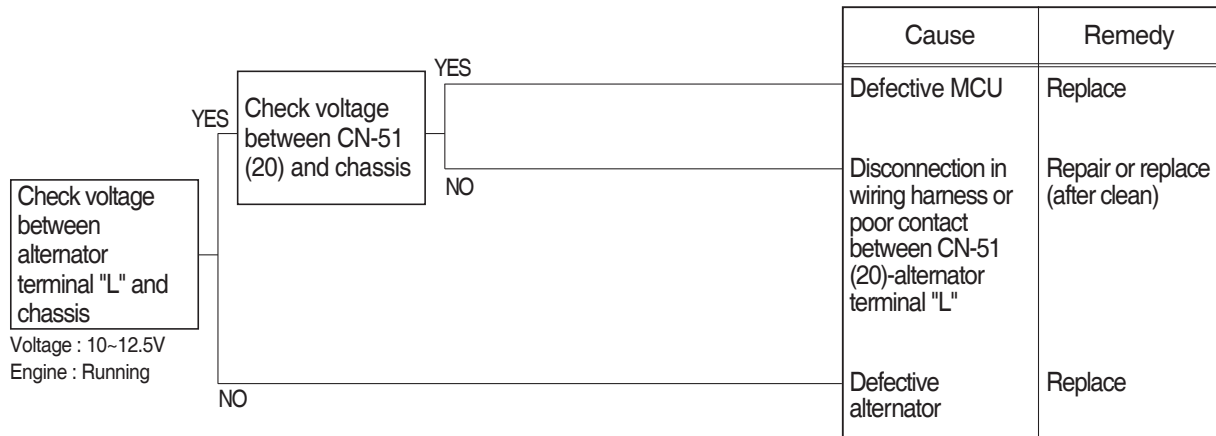 Check voltage
between
alternator
terminal "L" and
chassis
Voltage : 10~12.5V
Engine : Running
YES
Check voltage
between CN-51
(20) and chassis
YES
NO
NO
Cause
Remedy
Defective MCU
Replace
Disconnection in
wiring harness or
poor contact
between CN-51
(20)-alternator
terminal "L"
Repair or replace
(after clean)
Defective
alternator
Replace